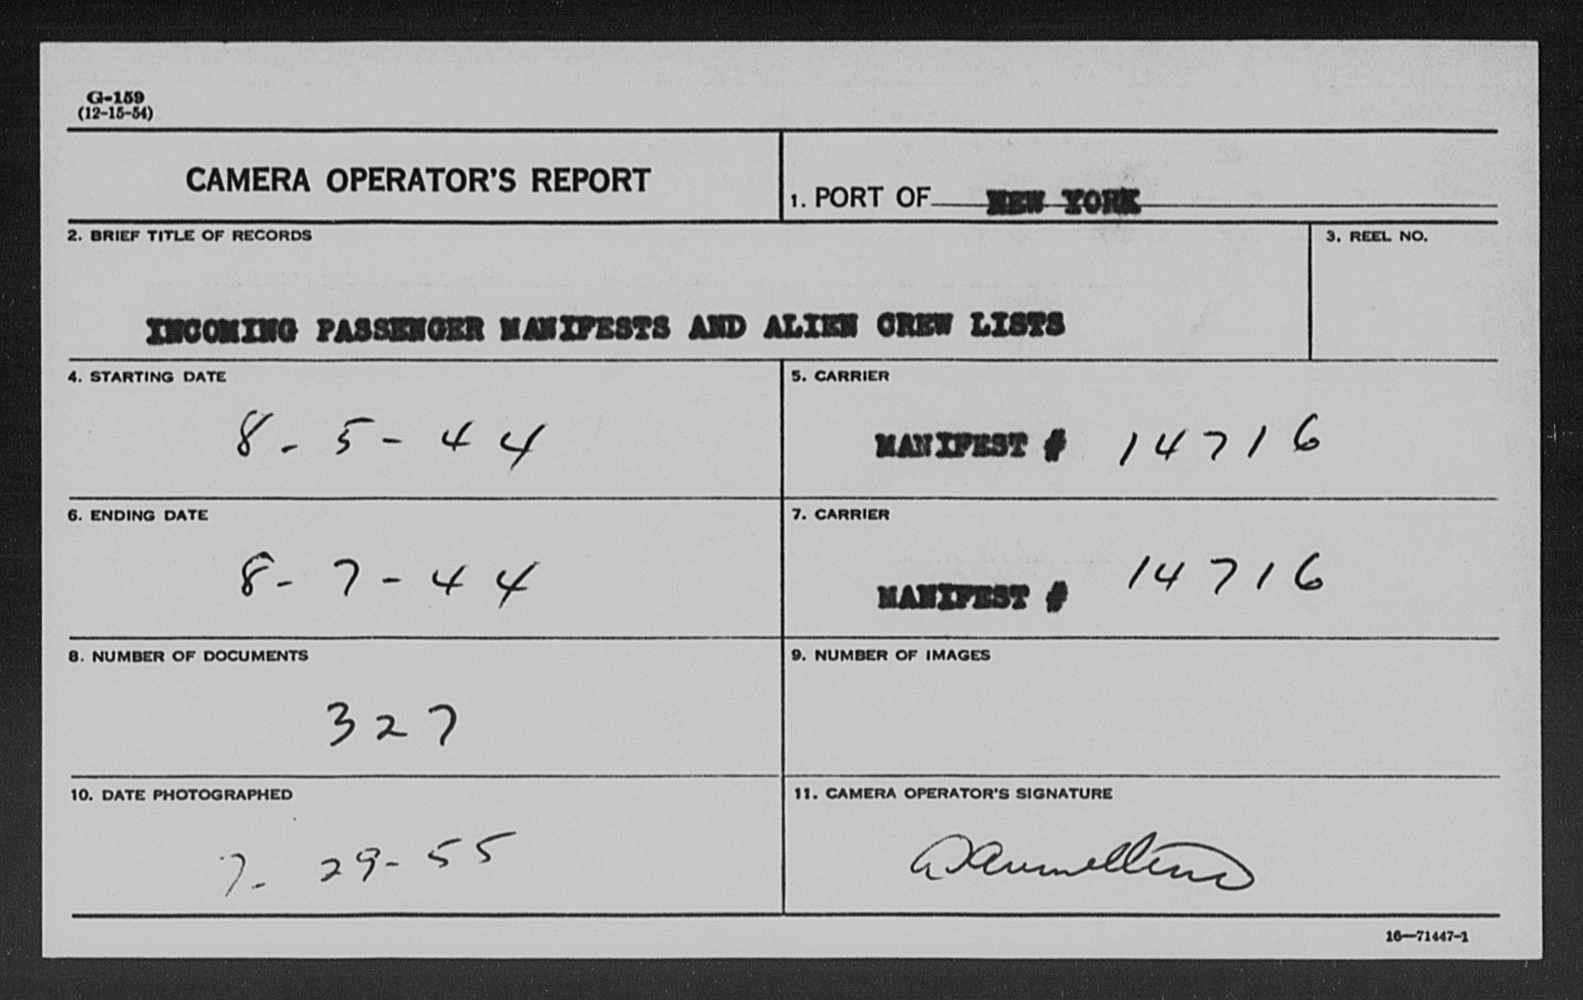 G-159
(12-15-54)
CAMERA OPERATOR'S REPORT
1. PORT OF NEW YORK
2. BRIEF TITLE OF RECORDS
3. REEL NO.
INCOMING PASSENGER MANIFESTS AND ALIEN CREW LISTS
4. STARTING DATE
8-5-44
5. CARRIER
MANIFEST # 14716
6. ENDING DATE
8-7-44
7. CARRIER
MANIFEST # 14716
8. NUMBER OF DOCUMENTS
327
9. NUMBER OF IMAGES
10. DATE PHOTOGRAPHED
7-29-55
11. CAMERA OPERATOR'S SIGNATURE
16—71447-1